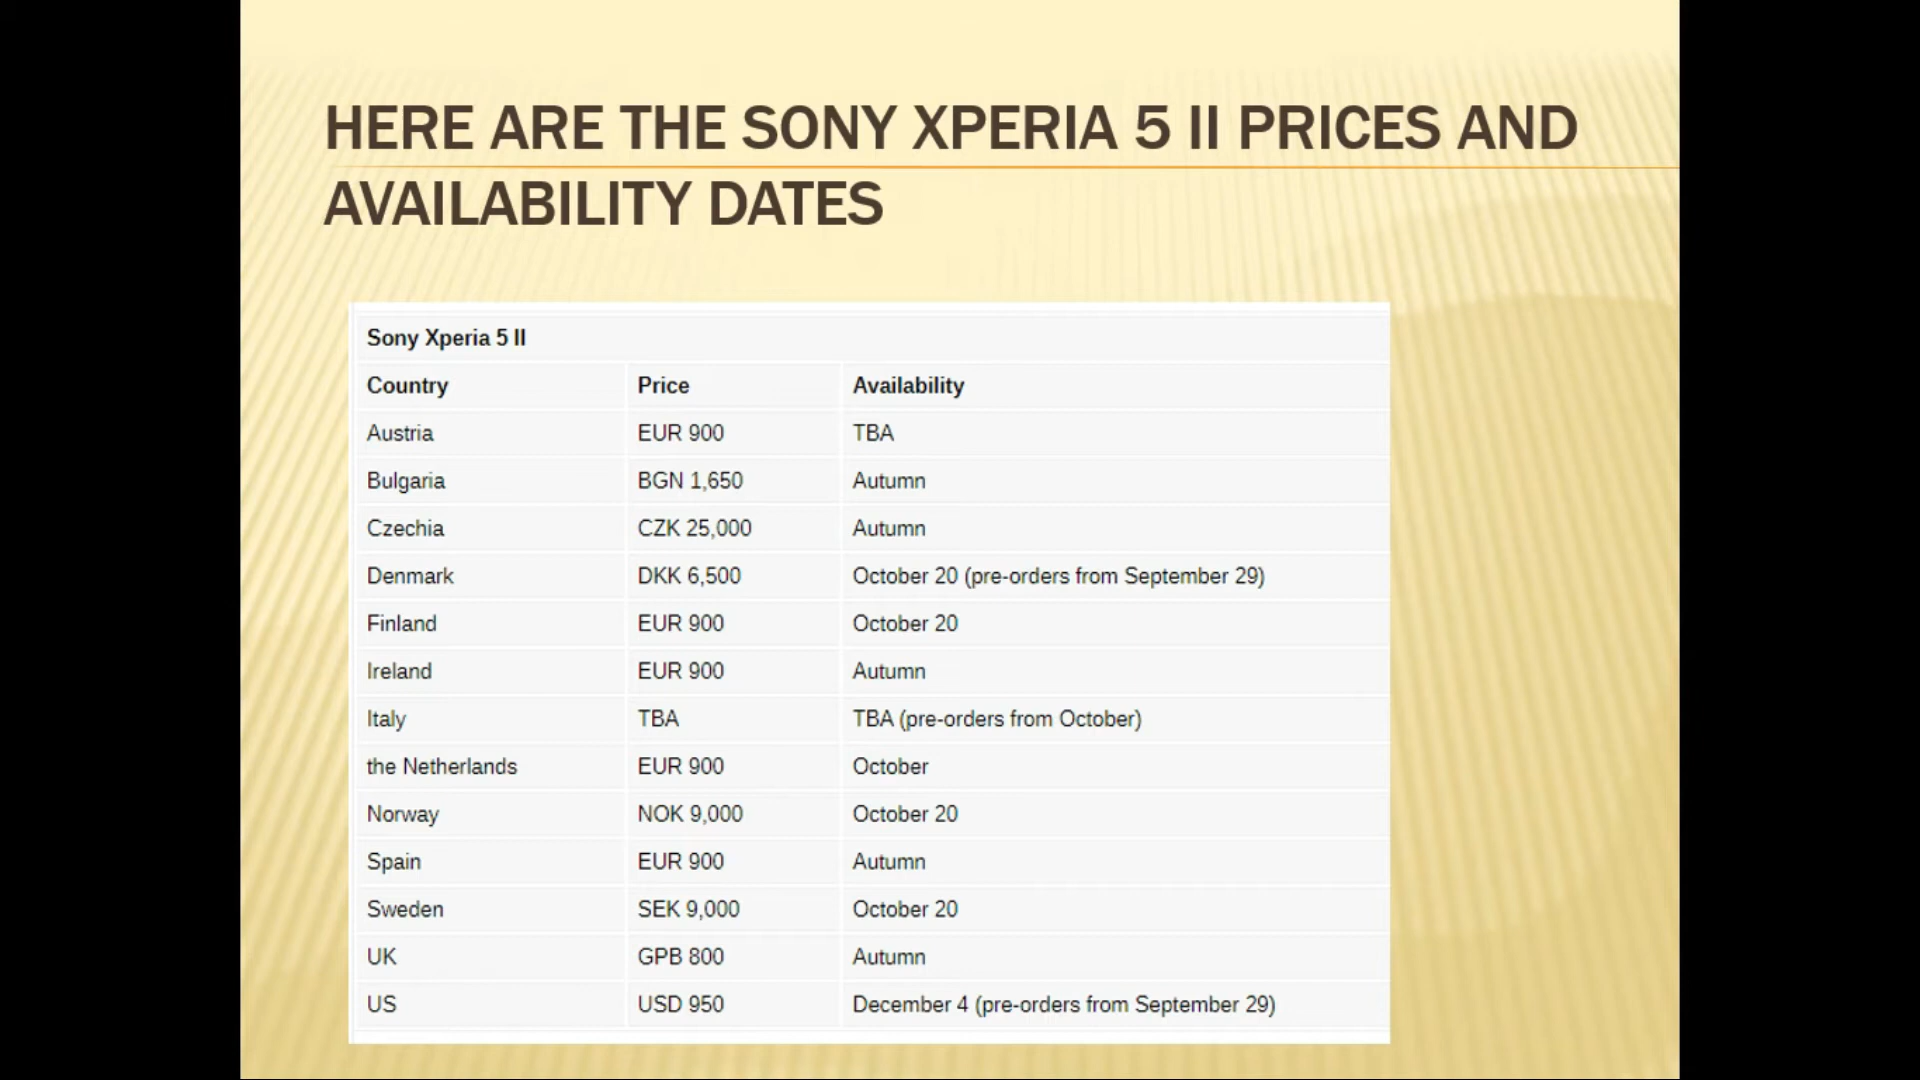 HERE ARE THE SONY XPERIA 5 II PRICES AND
AVAILABILITY DATES
Sony Xperia 5 II
Country Price Availability
Austria EUR 900 TBA
Bulgaria BGN 1,650 Autumn
Czechia CZK 25,000 Autumn
Denmark DKK 6,500 October 20 (pre-orders from September 29)
Finland EUR 900 October 20
Ireland EUR 900 Autumn
Italy TBA TBA (pre-orders from October)
the Netherlands EUR 900 October
Norway NOK 9,000 October 20
Spain EUR 900 Autumn
Sweden SEK 9,000 October 20
UK GPB 800 Autumn
US USD 950 December 4 (pre-orders from September 29)